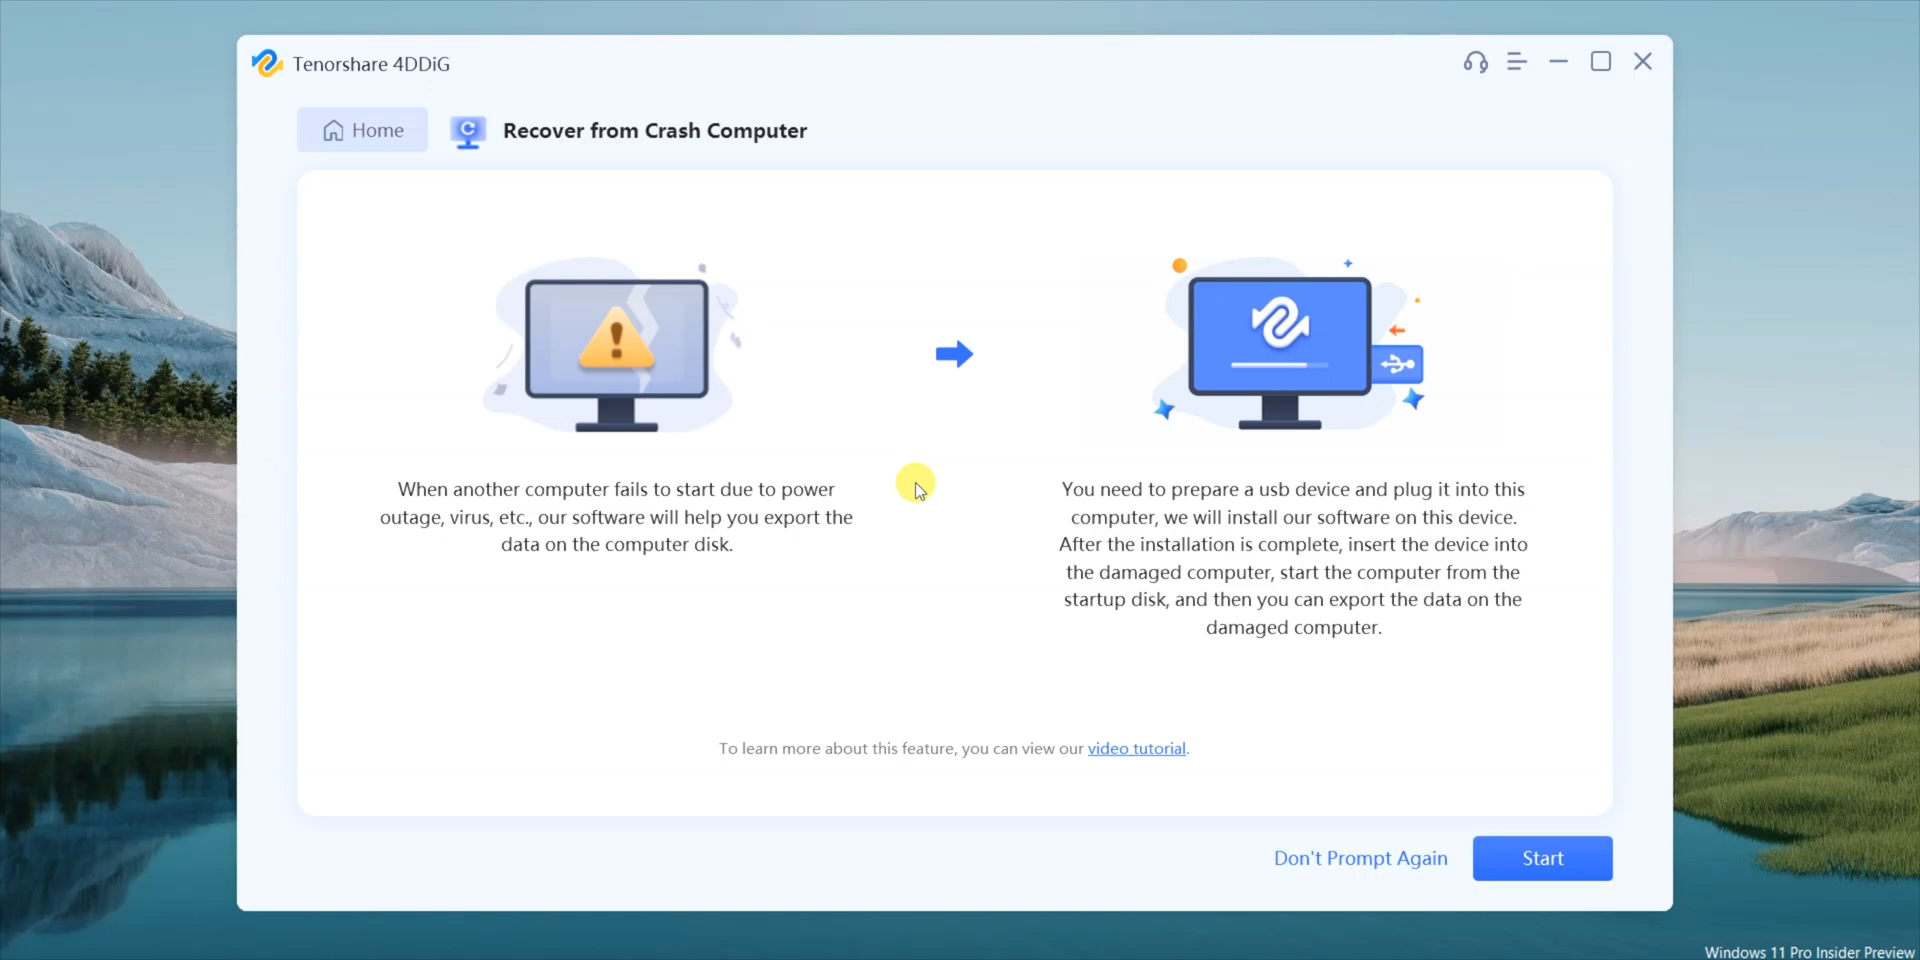 Tenorshare 4DDiG
Home
Recover from Crash Computer
When another computer fails to start due to power
outage, virus, etc., our software will help you export the
data on the computer disk.
You need to prepare a usb device and plug it into this
computer, we will install our software on this device.
After the installation is complete, insert the device into
the damaged computer, start the computer from the
startup disk, and then you can export the data on the
damaged computer.
To learn more about this feature, you can view our video tutorial.
Don't Prompt Again
Start
Windows 11 Pro Insider Preview